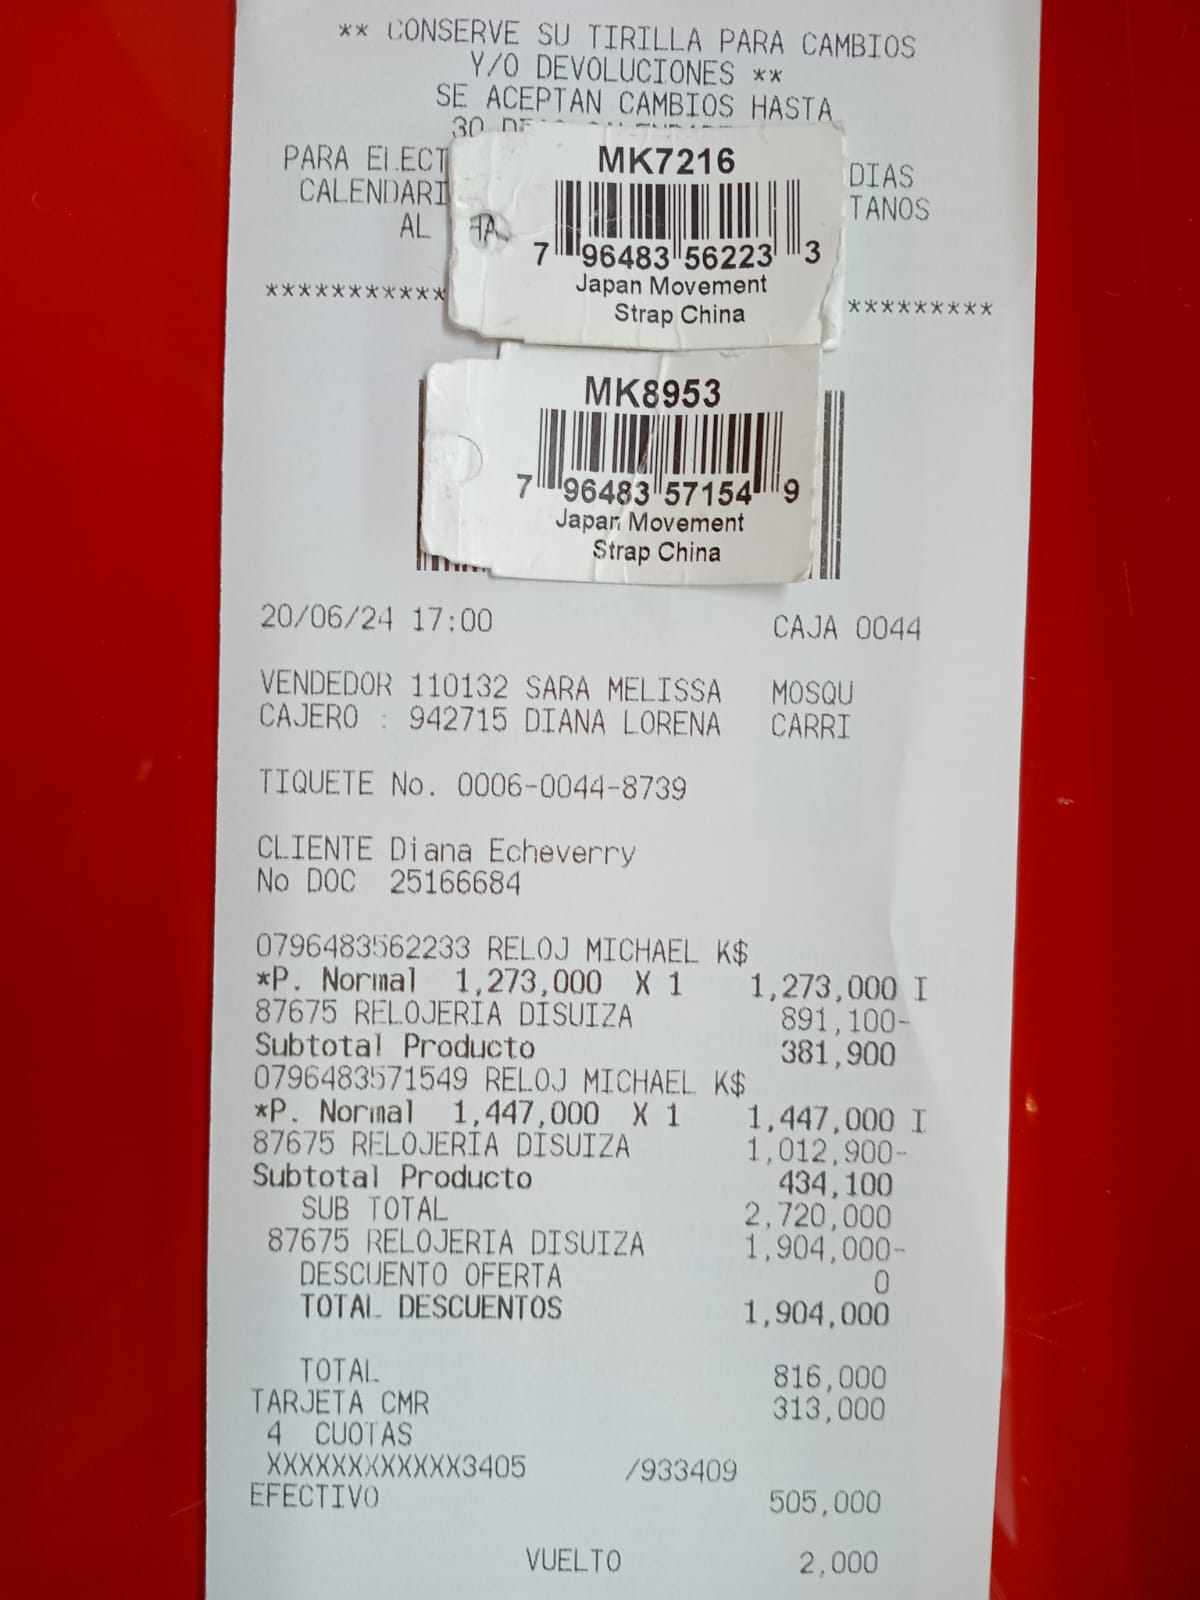 ** CONSERVE SU TIRILLA PARA CAMBIOS
Y/O DEVOLUCIONES **
SE ACEPTAN CAMBIOS HASTA
30
PARA ELECT DIAS
CALENDARI TANOS
AL
*********** *********
MK7216
7 96483 56223 3
Japan Movement
Strap China
MK8953
7 96483 57154 9
Japan Movement
Strap China
20/06/24 17:00 CAJA 0044
VENDEDOR 110132 SARA MELISSA MOSQU
CAJERO : 942715 DIANA LORENA CARRI
TIQUETE No. 0006-0044-8739
CLIENTE Diana Echeverry
No DOC 25166684
0796483562233 RELOJ MICHAEL K$
*P. Normal 1,273,000 X 1 1,273,000 I
87675 RELOJERIA DISUIZA 891,100-
Subtotal Producto 381,900
0796483571549 RELOJ MICHAEL K$
*P. Normal 1,447,000 X 1 1,447,000 I
87675 RELOJERIA DISUIZA 1,012,900-
Subtotal Producto 434,100
SUB TOTAL 2,720,000
87675 RELOJERIA DISUIZA 1,904,000-
DESCUENTO OFERTA 0
TOTAL DESCUENTOS 1,904,000
TOTAL 816,000
TARJETA CMR 313,000
4 CUOTAS
XXXXXXXXXXXX3405 /933409
EFECTIVO 505,000
VUELTO 2,000